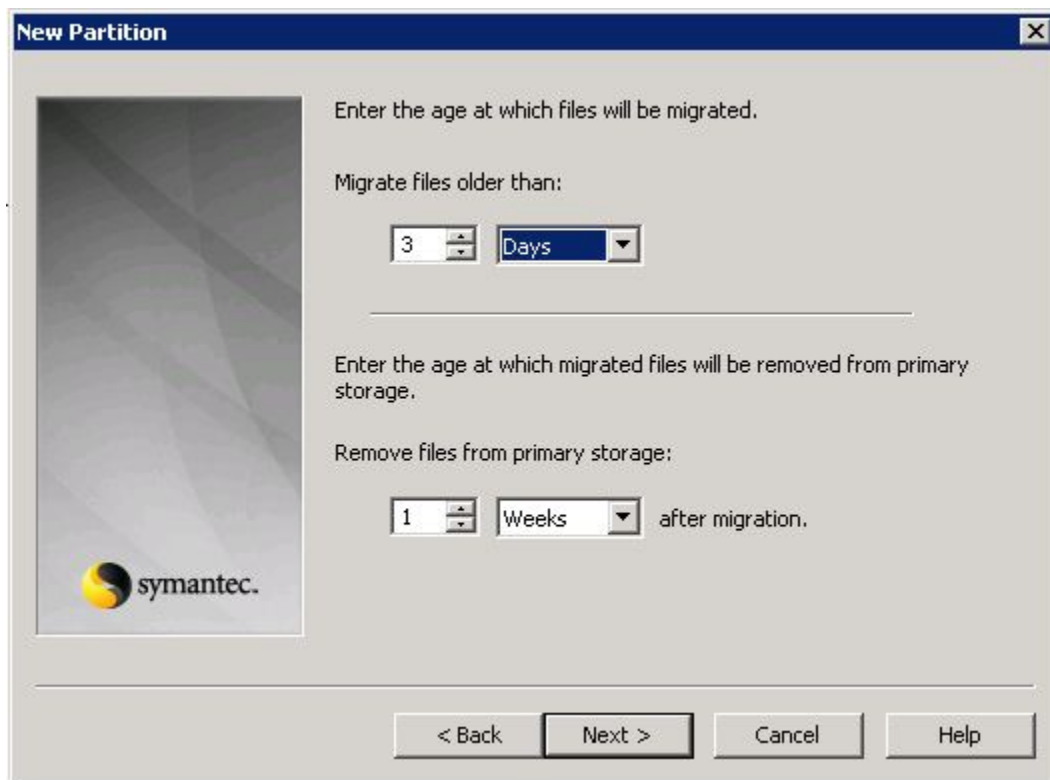 New Partition
Enter the age at which files will be migrated.
Migrate files older than:
3 Days
Enter the age at which migrated files will be removed from primary
storage.
Remove files from primary storage:
1 Weeks after migration.
symantec.
< Back Next > Cancel Help